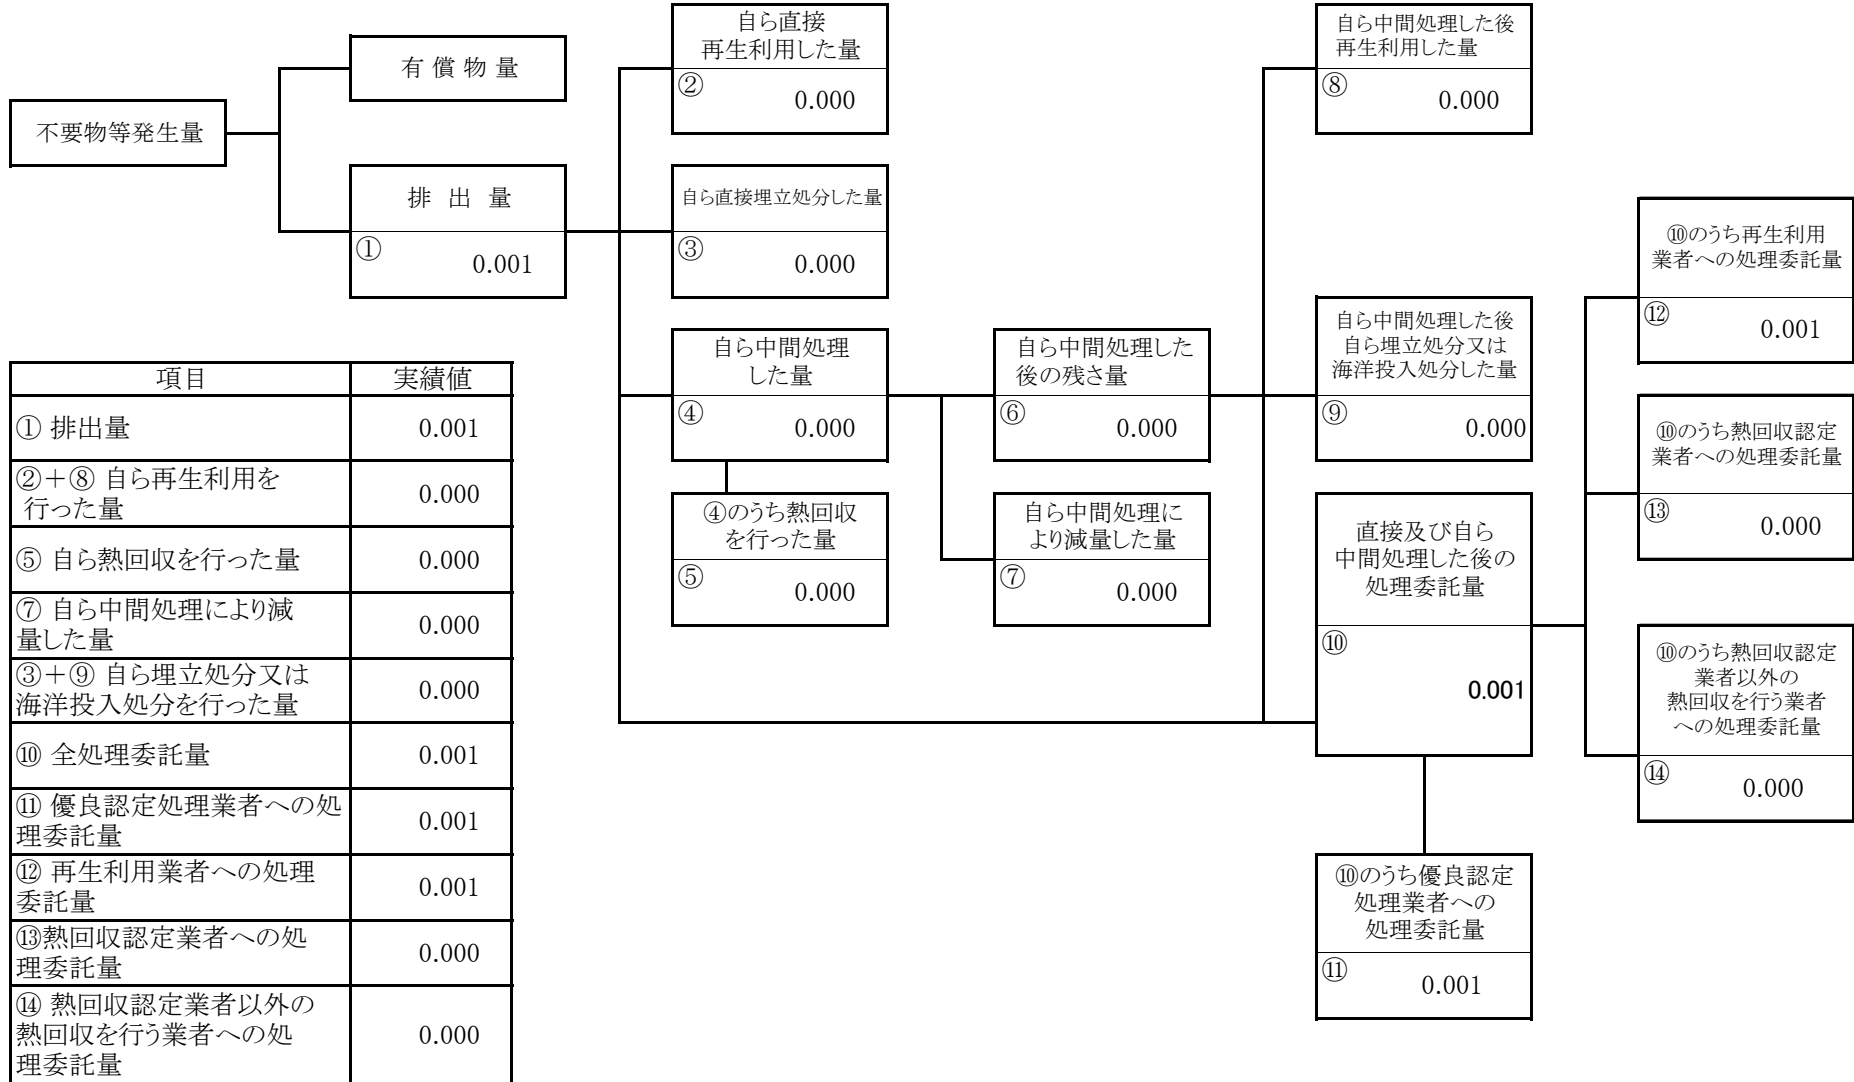 不要物等発生量
有 償 物 量
排 出 量
① 0.001
自ら直接
再生利用した量
② 0.000
自ら直接埋立処分した量
③ 0.000
自ら中間処理
した量
④ 0.000
④のうち熱回収
を行った量
⑤ 0.000
自ら中間処理した
後の残さ量
⑥ 0.000
自ら中間処理に
より減量した量
⑦ 0.000
自ら中間処理した後
再生利用した量
⑧ 0.000
自ら中間処理した後
自ら埋立処分又は
海洋投入処分した量
⑨ 0.000
直接及び自ら
中間処理した後の
処理委託量
⑩
0.001
⑩のうち優良認定
処理業者への
処理委託量
⑪ 0.001
⑩のうち再生利用
業者への処理委託量
⑫ 0.001
⑩のうち熱回収認定
業者への処理委託量
⑬ 0.000
⑩のうち熱回収認定
業者以外の
熱回収を行う業者
への処理委託量
⑭ 0.000
項目 実績値
① 排出量 0.001
②＋⑧ 自ら再生利用を
行った量 0.000
⑤ 自ら熱回収を行った量 0.000
⑦ 自ら中間処理により減
量した量 0.000
③＋⑨ 自ら埋立処分又は
海洋投入処分を行った量 0.000
⑩ 全処理委託量 0.001
⑪ 優良認定処理業者への処
理委託量 0.001
⑫ 再生利用業者への処理
委託量 0.001
⑬熱回収認定業者への処
理委託量 0.000
⑭ 熱回収認定業者以外の
熱回収を行う業者への処
理委託量 0.000